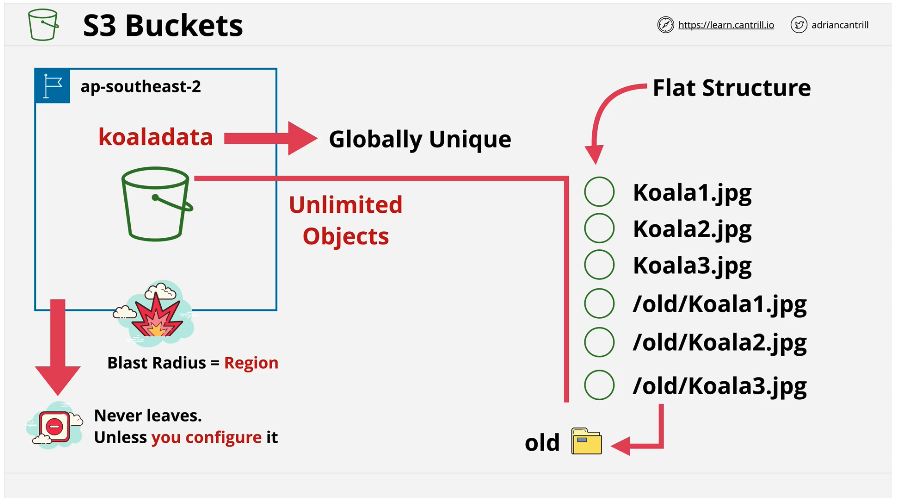 S3 Buckets
https://learn.cantrill.io
adriancantrill
ap-southeast-2
koaladata
Globally Unique
Unlimited
Objects
Blast Radius = Region
Never leaves.
Unless you configure it
Flat Structure
Koala1.jpg
Koala2.jpg
Koala3.jpg
/old/Koala1.jpg
/old/Koala2.jpg
/old/Koala3.jpg
old